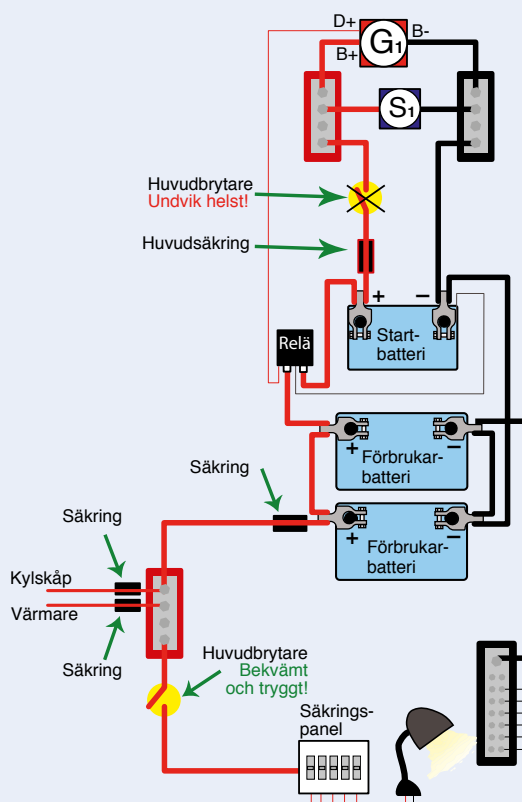 D+
G1
B-
B+
S1
Huvudbrytare
Undvik helst!
Huvudsäkring
+
–
Start-
batteri
Relä
+
–
Förbrukar-
batteri
Säkring
+
–
Förbrukar-
batteri
Säkring
Kylskåp
Värmare
Säkring
Huvudbrytare
Bekvämt
och tryggt!
Säkrings-
panel